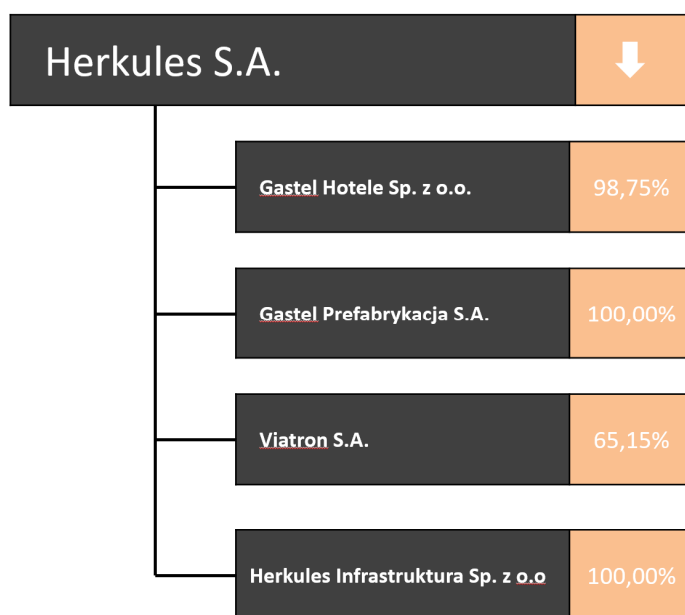 Herkules S.A.
Gastel Hotele Sp. z o.o. 98,75%
Gastel Prefabrykacja S.A. 100,00%
Viatron S.A. 65,15%
Herkules Infrastruktura Sp. z o.o 100,00%